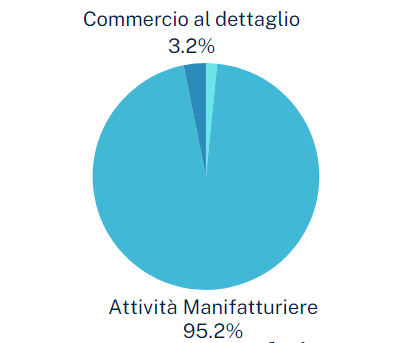 Commercio al dettaglio
3.2%
Attività Manifatturiere
95.2%